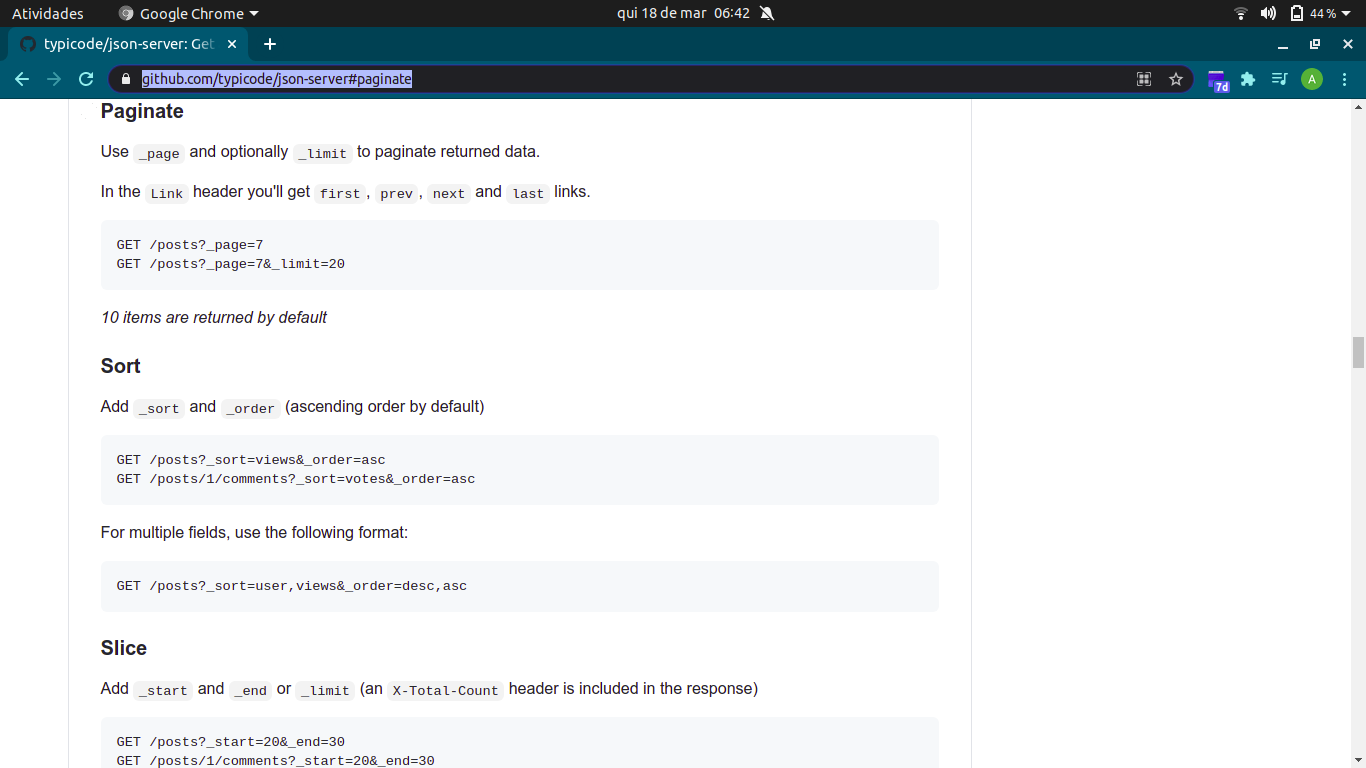 Atividades Google Chrome qui 18 de mar 06:42 44 %
typicode/json-server: Get
github.com/typicode/json-server#paginate 7d A
Paginate
Use _page and optionally _limit to paginate returned data.
In the Link header you'll get first, prev, next and last links.
GET /posts?_page=7
GET /posts?_page=7&_limit=20
10 items are returned by default
Sort
Add _sort and _order (ascending order by default)
GET /posts?_sort=views&_order=asc
GET /posts/1/comments?_sort=votes&_order=asc
For multiple fields, use the following format:
GET /posts?_sort=user,views&_order=desc,asc
Slice
Add _start and _end or _limit (an X-Total-Count header is included in the response)
GET /posts?_start=20&_end=30
GET /posts/1/comments?_start=20&_end=30